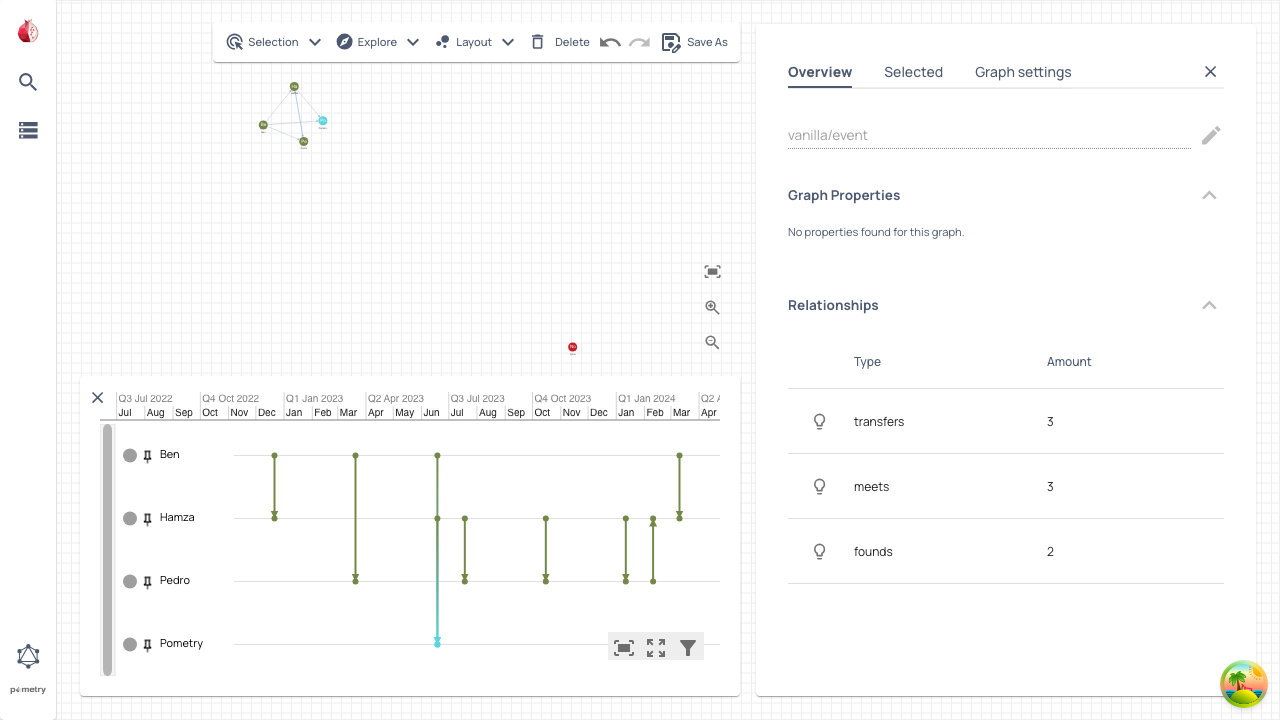 Selection
Explore
Layout
Delete
Save As
Overview
Selected
Graph settings
vanilla/event
Graph Properties
No properties found for this graph.
Relationships
Type Amount
transfers 3
meets 3
founds 2
Q3 Jul 2022 Q4 Oct 2022 Q1 Jan 2023 Q2 Apr 2023 Q3 Jul 2023 Q4 Oct 2023 Q1 Jan 2024 Q2 A
Jul Aug Sep Oct Nov Dec Jan Feb Mar Apr May Jun Jul Aug Sep Oct Nov Dec Jan Feb Mar Apr
Ben
Hamza
Pedro
Pometry
pometry